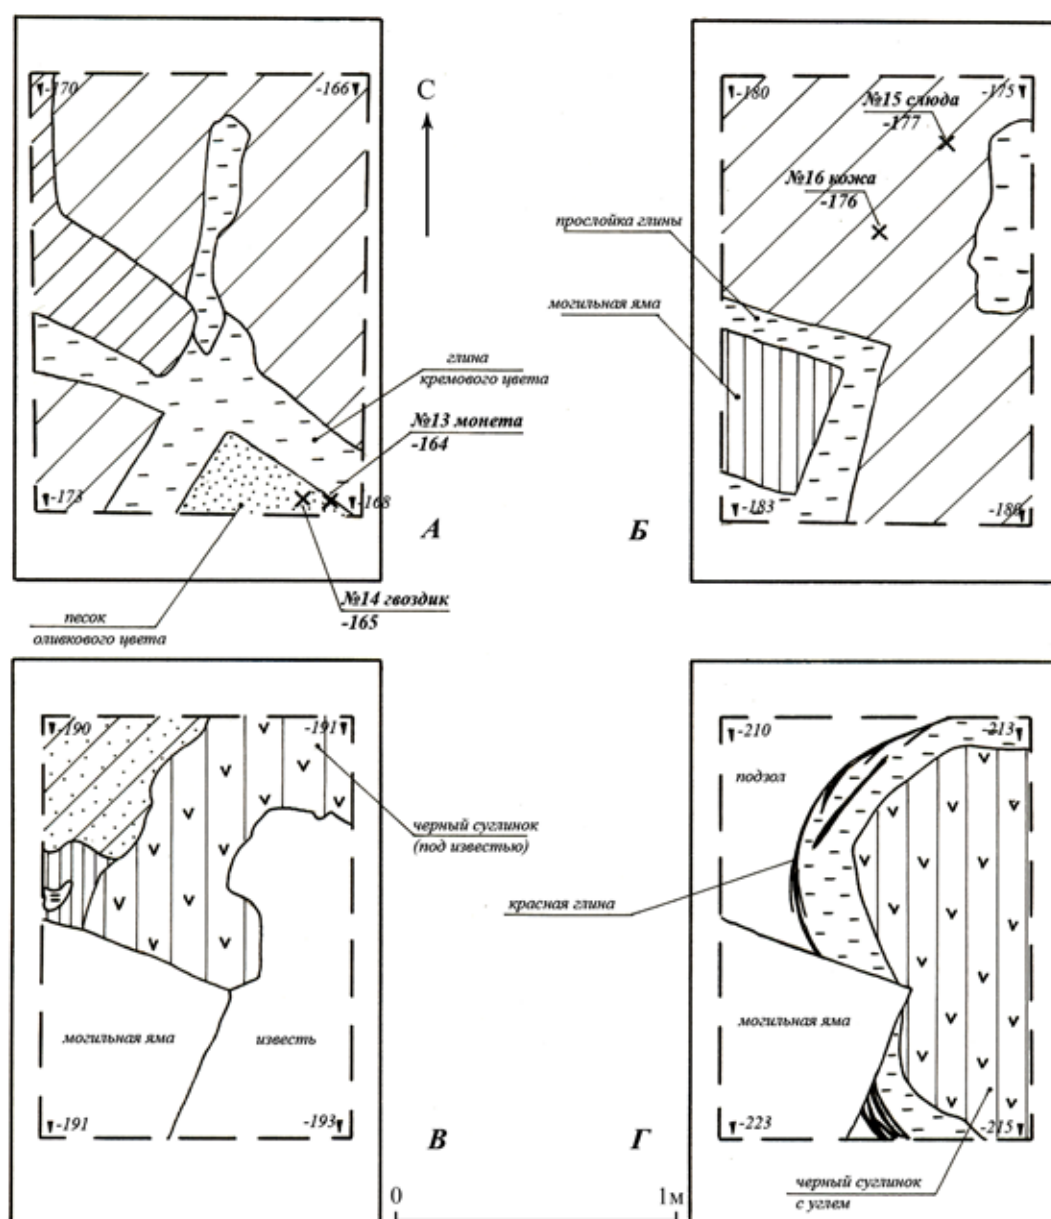 -170
-166
С
глина
кремового цвета
№13 монета
-164
-173
-168
А
№14 гвоздик
-165
песок
оливкового цвета
-180
-175
№15 слюда
-177
№16 кожа
-176
прослойка глины
могильная яма
-183
-180
Б
-190
-191
черный суглинок
(под известью)
могильная яма
известь
-191
-193
В
-210
-213
подзол
красная глина
могильная яма
-223
-215
Г
черный суглинок
с углем
0
1м